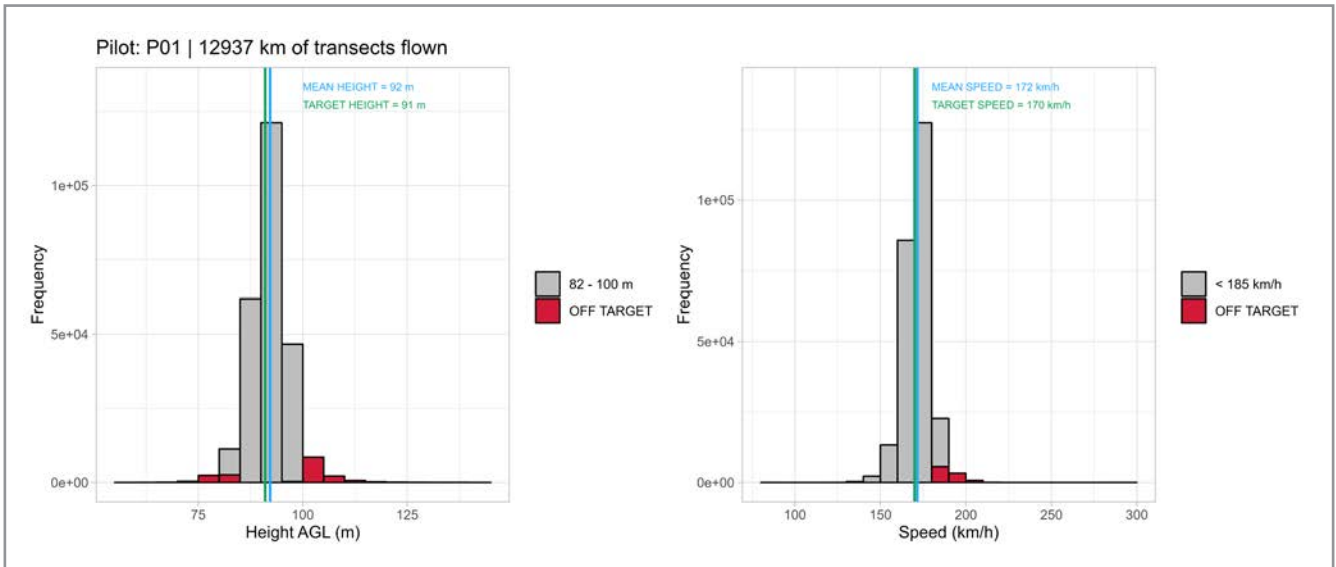 Pilot: P01 | 12937 km of transects flown
MEAN HEIGHT = 92 m
TARGET HEIGHT = 91 m
1e+05
5e+04
0e+00
Frequency
75
100
125
Height AGL (m)
82 - 100 m
OFF TARGET
MEAN SPEED = 172 km/h
TARGET SPEED = 170 km/h
1e+05
5e+04
0e+00
Frequency
100
150
200
250
300
Speed (km/h)
< 185 km/h
OFF TARGET